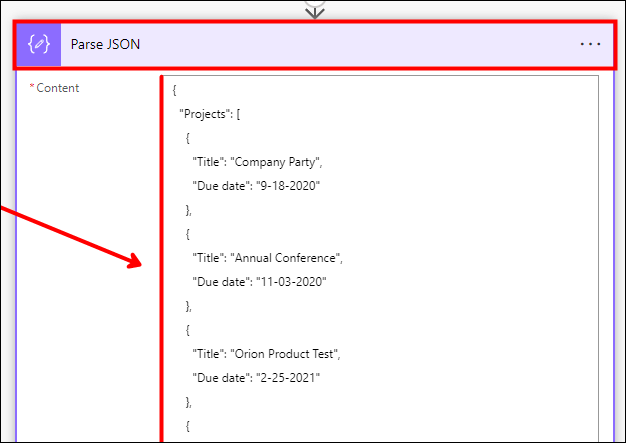 Parse JSON
* Content
{
"Projects": [
{
"Title": "Company Party",
"Due date": "9-18-2020"
},
{
"Title": "Annual Conference",
"Due date": "11-03-2020"
},
{
"Title": "Orion Product Test",
"Due date": "2-25-2021"
},
{